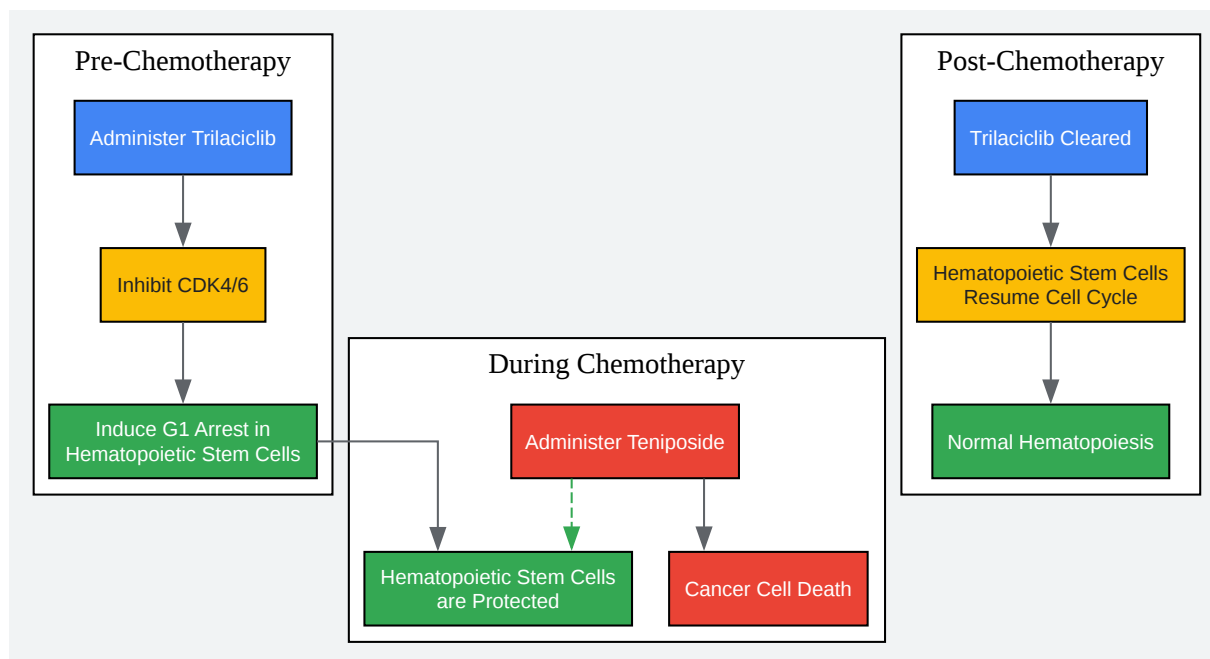 Pre-Chemotherapy
Administer Trilaciclib
Inhibit CDK4/6
Induce G1 Arrest in
Hematopoietic Stem Cells
During Chemotherapy
Administer Teniposide
Hematopoietic Stem Cells
are Protected
Cancer Cell Death
Post-Chemotherapy
Trilaciclib Cleared
Hematopoietic Stem Cells
Resume Cell Cycle
Normal Hematopoiesis